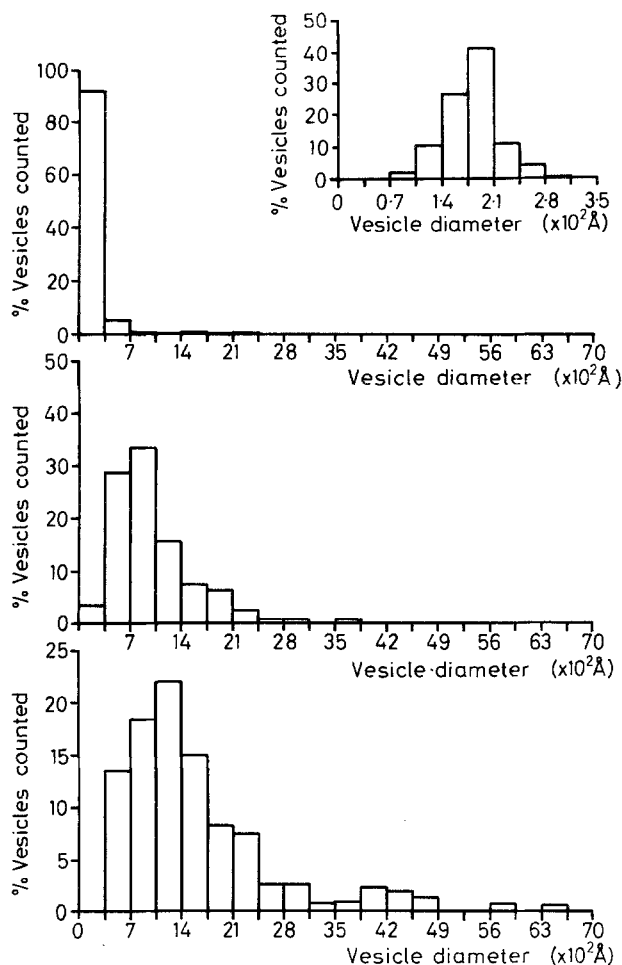 50
40
30
20
10
0
% Vesicles counted
0 0·7 1·4 2·1 2·8 3·5
Vesicle diameter (x10²Å)
100
80
60
40
20
0
% Vesicles counted
7 14 21 28 35 42 49 56 63 70
Vesicle diameter (x10²Å)
50
40
30
20
10
0
% Vesicles counted
7 14 21 28 35 42 49 56 63 70
Vesicle·diameter (x10²Å)
25
20
15
10
5
0
% Vesicles counted
0 7 14 21 28 35 42 49 56 63 70
Vesicle diameter (x10²Å)